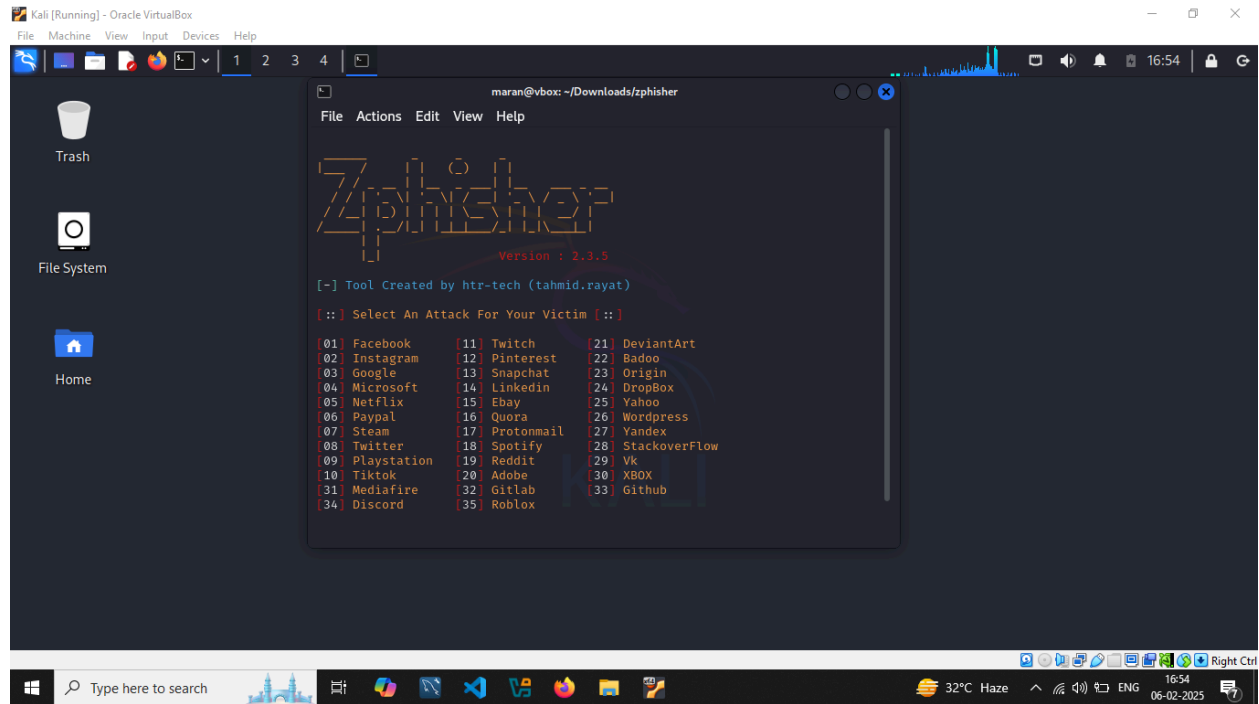 Kali [Running] - Oracle VirtualBox
File Machine View Input Devices Help
1 2 3 4
16:54
maran@vbox: ~/Downloads/zphisher
File Actions Edit View Help
Trash
File System
Home
Zphisher
Version : 2.3.5
[-] Tool Created by htr-tech (tahmid.rayat)
[::] Select An Attack For Your Victim [::]
[01] Facebook [11] Twitch [21] DeviantArt
[02] Instagram [12] Pinterest [22] Badoo
[03] Google [13] Snapchat [23] Origin
[04] Microsoft [14] Linkedin [24] DropBox
[05] Netflix [15] Ebay [25] Yahoo
[06] Paypal [16] Quora [26] Wordpress
[07] Steam [17] Protonmail [27] Yandex
[08] Twitter [18] Spotify [28] StackoverFlow
[09] Playstation [19] Reddit [29] Vk
[10] Tiktok [20] Adobe [30] XBOX
[31] Mediafire [32] Gitlab [33] Github
[34] Discord [35] Roblox
KALI
Right Ctrl
Type here to search
32°C Haze
ENG
16:54
06-02-2025
7